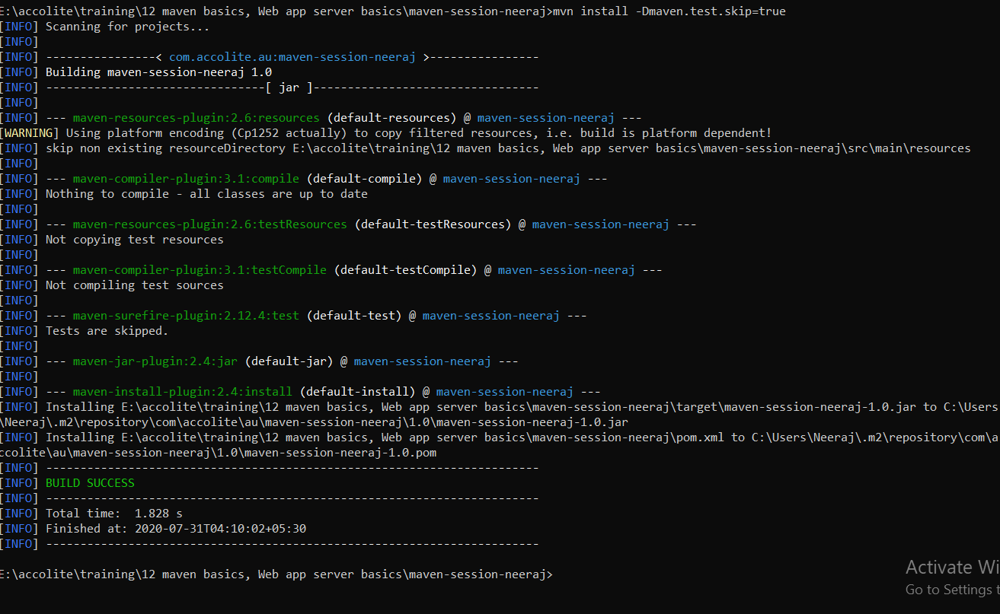 E:\accolite\training\12 maven basics, Web app server basics\maven-session-neeraj>mvn install -Dmaven.test.skip=true
[INFO] Scanning for projects...
[INFO]
[INFO] ----------------< com.accolite.au:maven-session-neeraj >----------------
[INFO] Building maven-session-neeraj 1.0
[INFO] --------------------------------[ jar ]---------------------------------
[INFO]
[INFO] --- maven-resources-plugin:2.6:resources (default-resources) @ maven-session-neeraj ---
[WARNING] Using platform encoding (Cp1252 actually) to copy filtered resources, i.e. build is platform dependent!
[INFO] skip non existing resourceDirectory E:\accolite\training\12 maven basics, Web app server basics\maven-session-neeraj\src\main\resources
[INFO]
[INFO] --- maven-compiler-plugin:3.1:compile (default-compile) @ maven-session-neeraj ---
[INFO] Nothing to compile - all classes are up to date
[INFO]
[INFO] --- maven-resources-plugin:2.6:testResources (default-testResources) @ maven-session-neeraj ---
[INFO] Not copying test resources
[INFO]
[INFO] --- maven-compiler-plugin:3.1:testCompile (default-testCompile) @ maven-session-neeraj ---
[INFO] Not compiling test sources
[INFO]
[INFO] --- maven-surefire-plugin:2.12.4:test (default-test) @ maven-session-neeraj ---
[INFO] Tests are skipped.
[INFO]
[INFO] --- maven-jar-plugin:2.4:jar (default-jar) @ maven-session-neeraj ---
[INFO]
[INFO] --- maven-install-plugin:2.4:install (default-install) @ maven-session-neeraj ---
[INFO] Installing E:\accolite\training\12 maven basics, Web app server basics\maven-session-neeraj\target\maven-session-neeraj-1.0.jar to C:\Users
\Neeraj\.m2\repository\com\accolite\au\maven-session-neeraj\1.0\maven-session-neeraj-1.0.jar
[INFO] Installing E:\accolite\training\12 maven basics, Web app server basics\maven-session-neeraj\pom.xml to C:\Users\Neeraj\.m2\repository\com\a
ccolite\au\maven-session-neeraj\1.0\maven-session-neeraj-1.0.pom
[INFO] ------------------------------------------------------------------------
[INFO] BUILD SUCCESS
[INFO] ------------------------------------------------------------------------
[INFO] Total time:  1.828 s
[INFO] Finished at: 2020-07-31T04:10:02+05:30
[INFO] ------------------------------------------------------------------------
E:\accolite\training\12 maven basics, Web app server basics\maven-session-neeraj>
Activate Wi
Go to Settings t